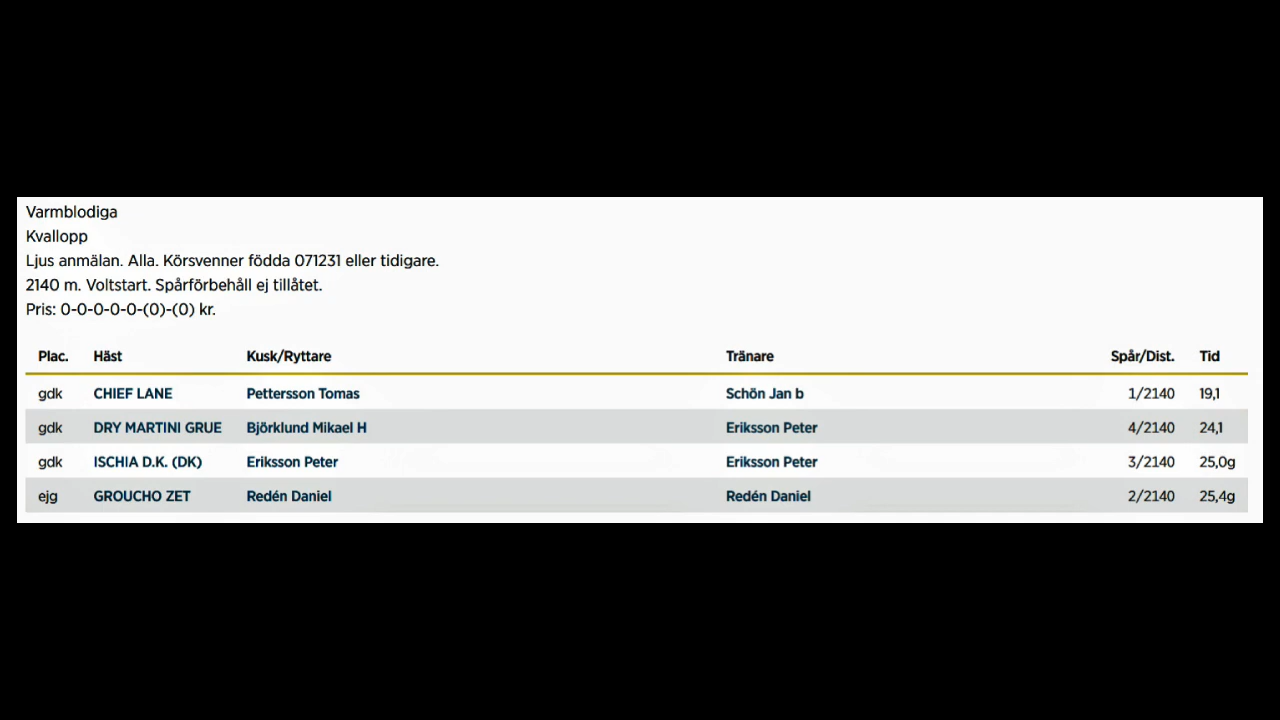 Varmblodiga
Kvallopp
Ljus anmälan. Alla. Körsvenner födda 071231 eller tidigare.
2140 m. Voltstart. Spårförbehåll ej tillåtet.
Pris: 0-0-0-0-0-(0)-(0) kr.
Plac. Häst Kusk/Ryttare Tränare Spår/Dist. Tid
gdk CHIEF LANE Pettersson Tomas Schön Jan b 1/2140 19,1
gdk DRY MARTINI GRUE Björklund Mikael H Eriksson Peter 4/2140 24,1
gdk ISCHIA D.K. (DK) Eriksson Peter Eriksson Peter 3/2140 25,0g
ejg GROUCHO ZET Redén Daniel Redén Daniel 2/2140 25,4g